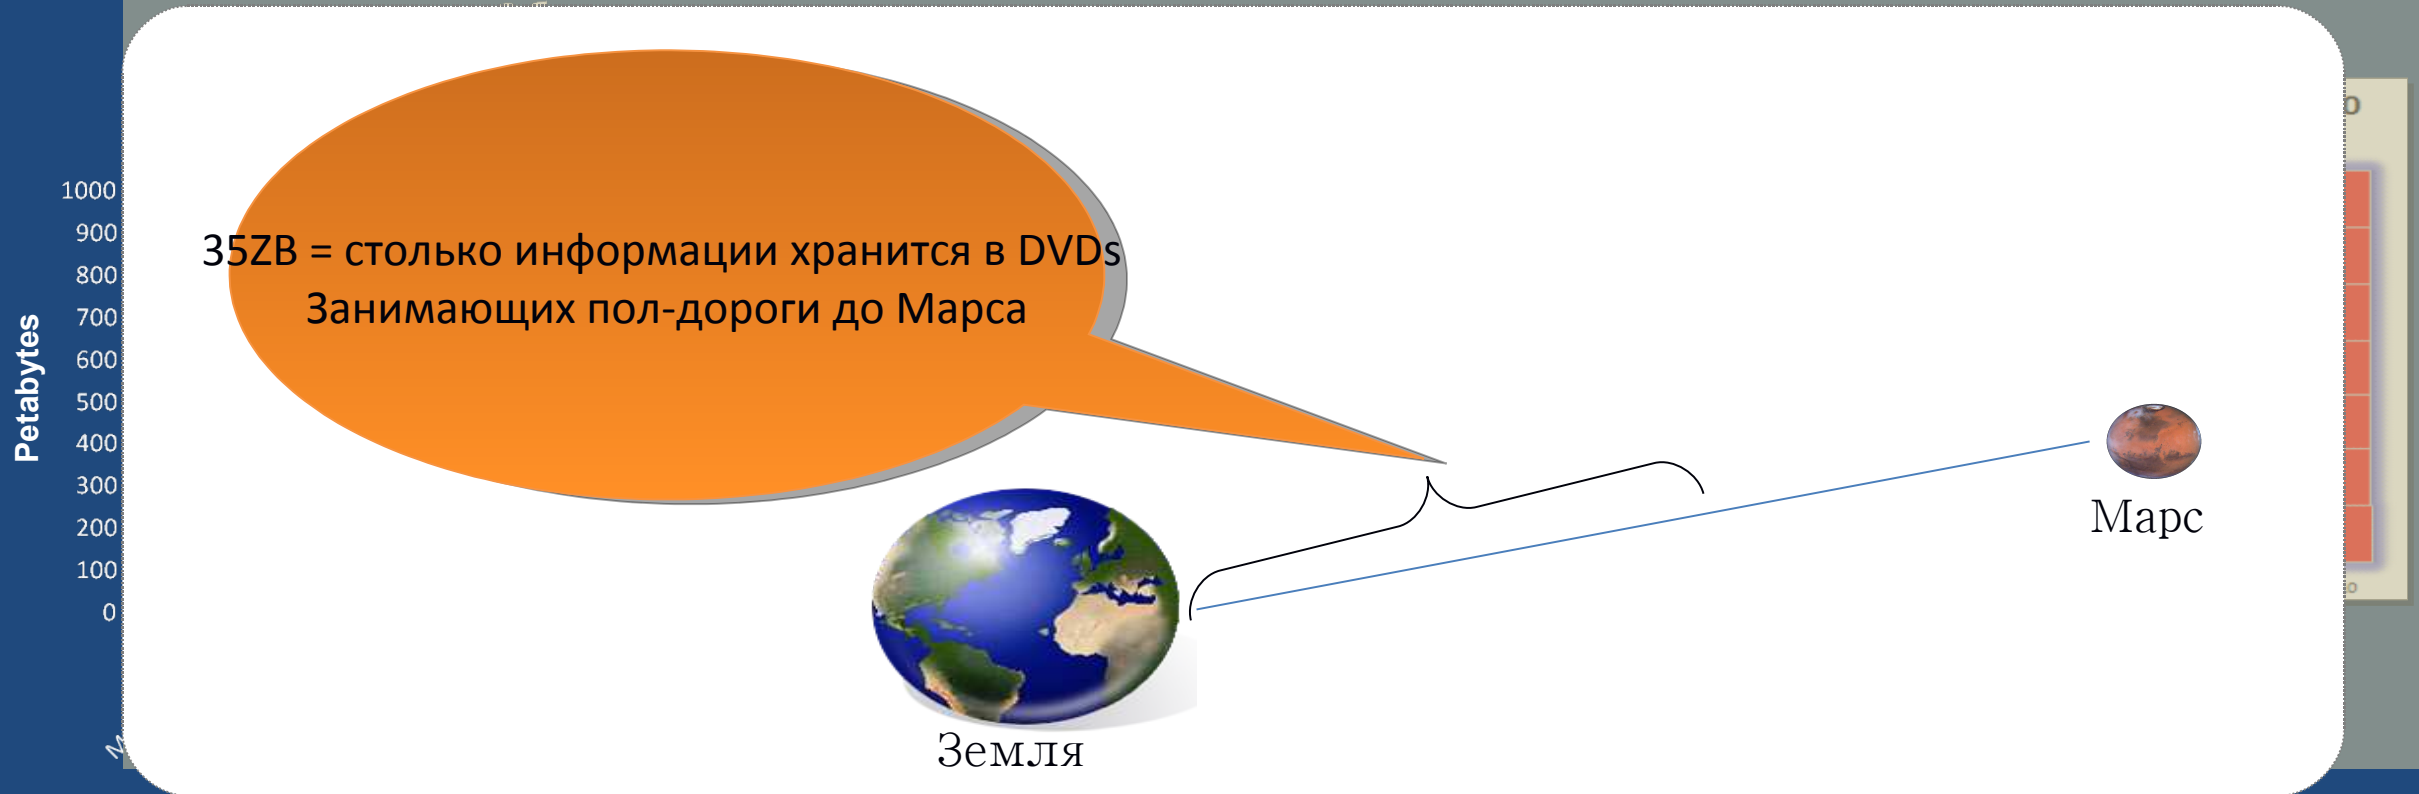 Petabytes
1000
900
800
700
600
500
400
300
200
100
0
35ZB = столько информации хранится в DVDs
Занимающих пол-дороги до Марса
Земля
Марс